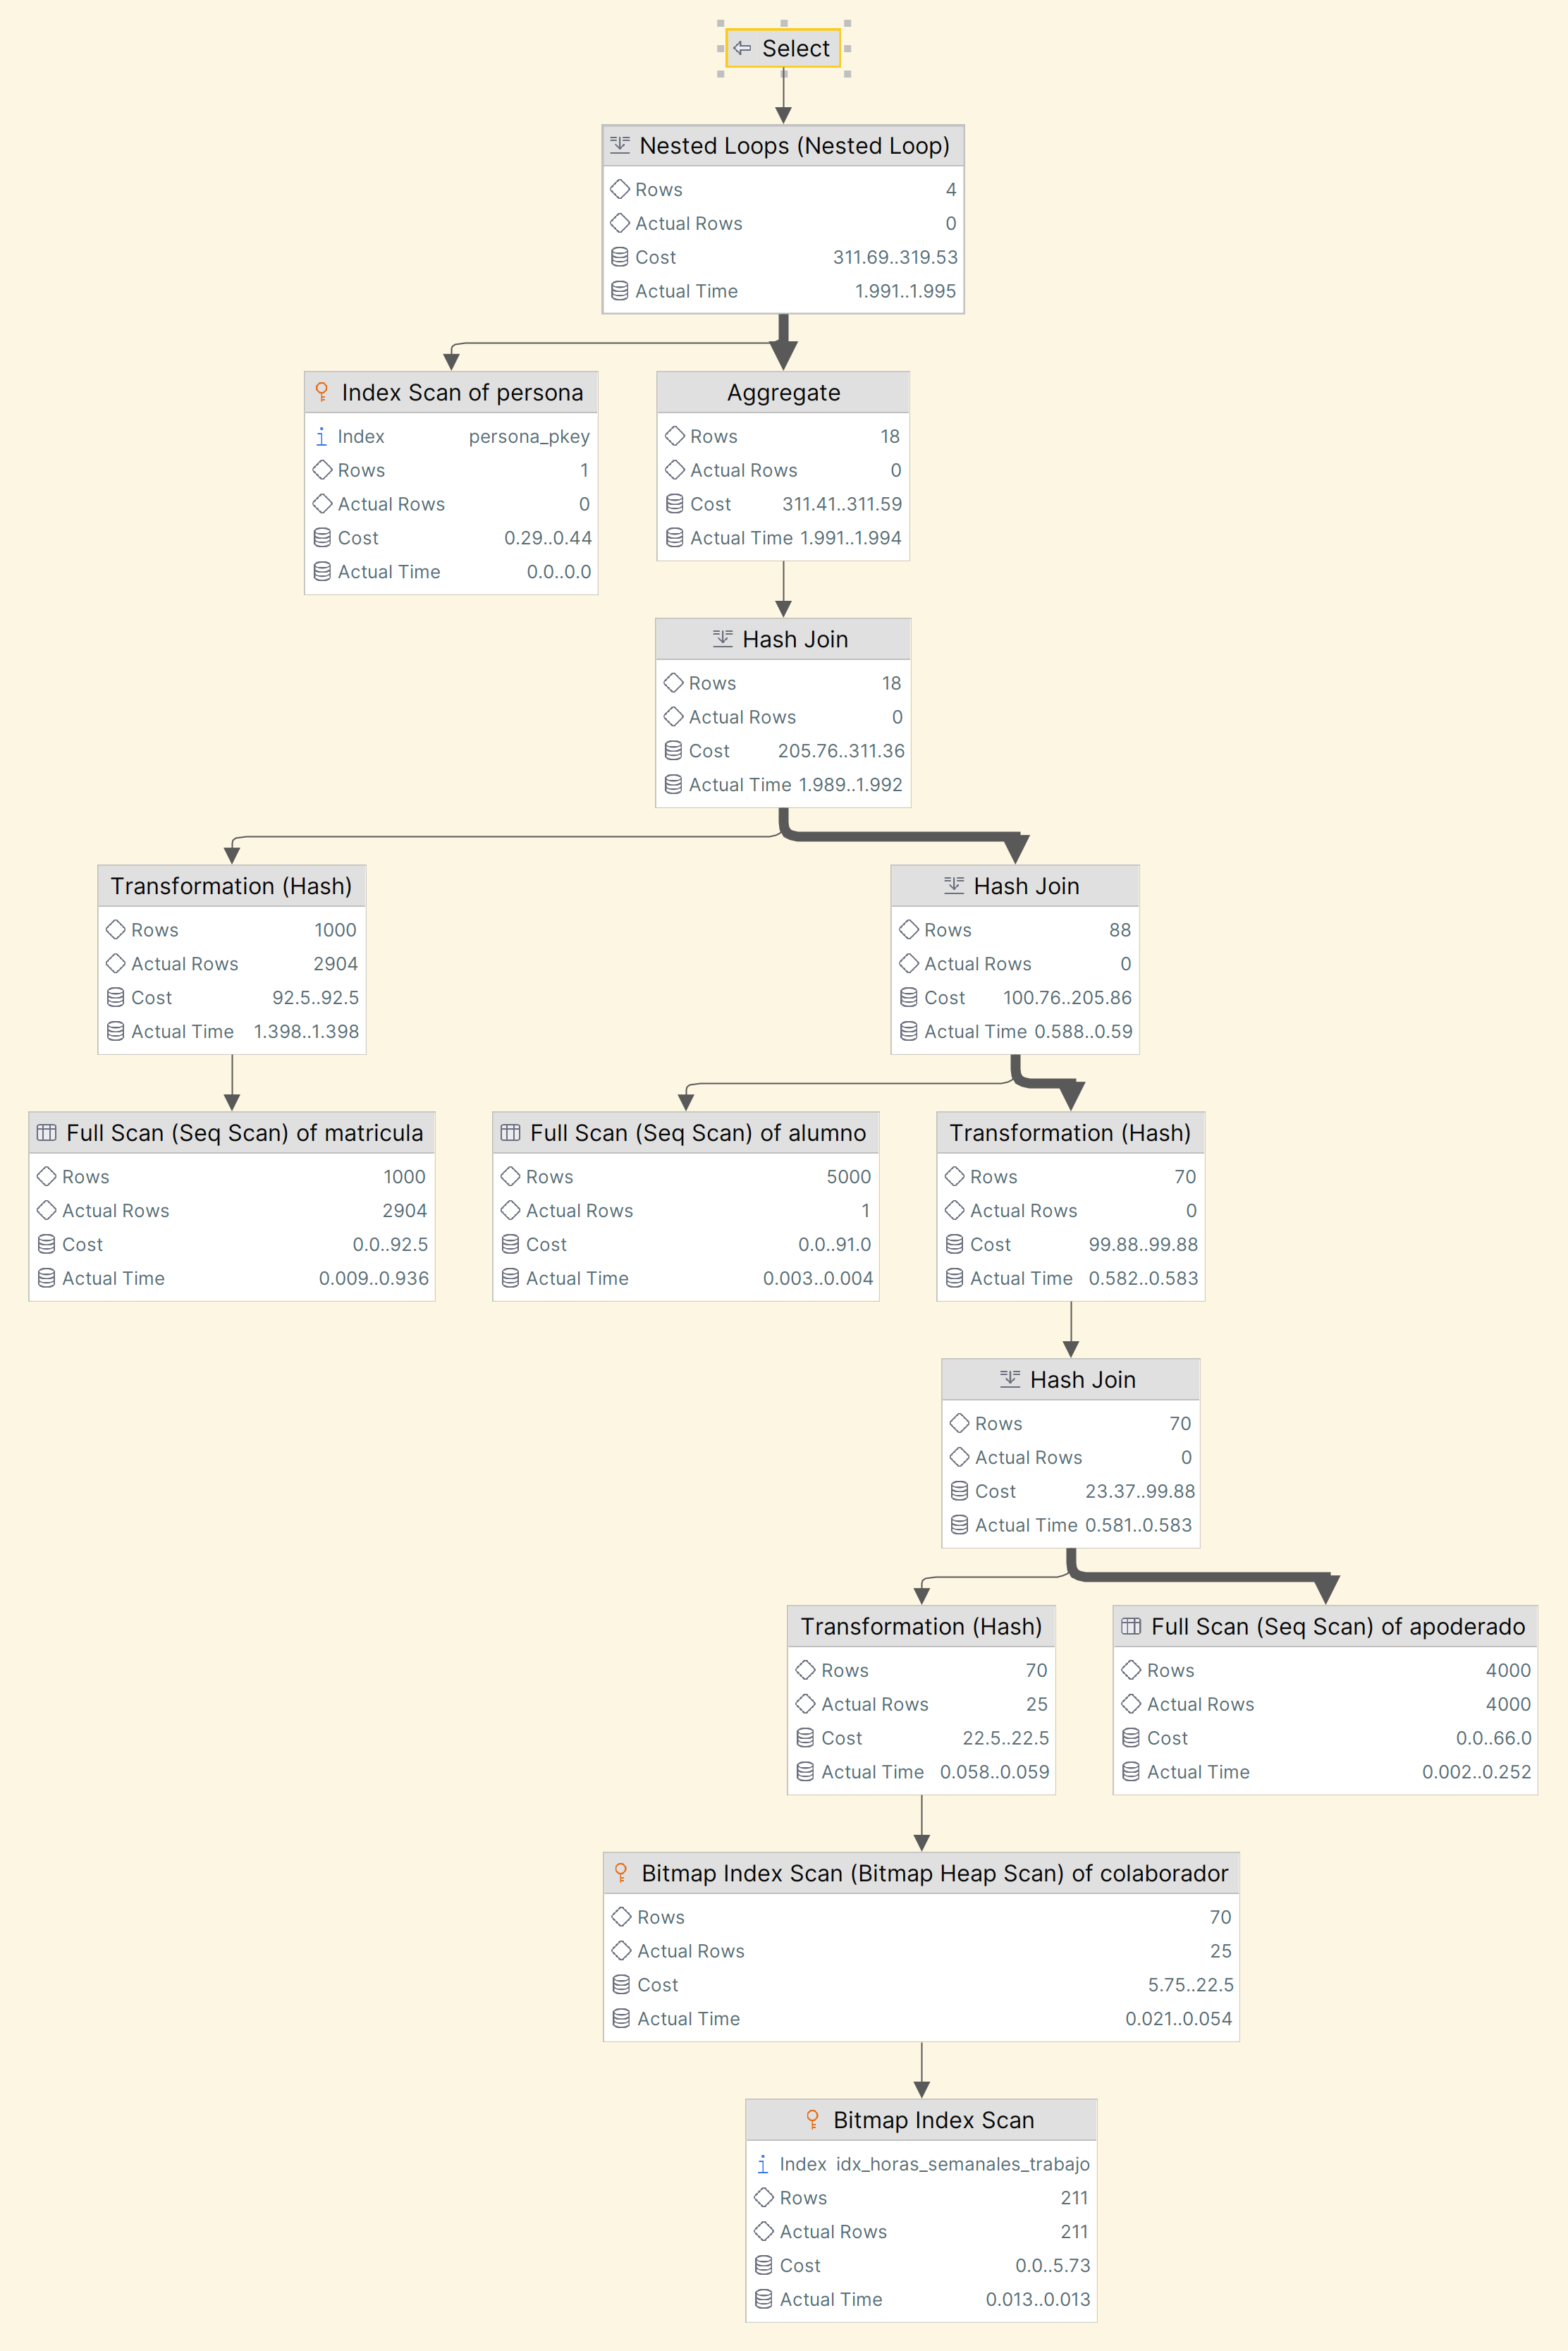 Select
Nested Loops (Nested Loop)
Rows 4
Actual Rows 0
Cost 311.69..319.53
Actual Time 1.991..1.995
Index Scan of persona
Index persona_pkey
Rows 1
Actual Rows 0
Cost 0.29..0.44
Actual Time 0.0..0.0
Aggregate
Rows 18
Actual Rows 0
Cost 311.41..311.59
Actual Time 1.991..1.994
Hash Join
Rows 18
Actual Rows 0
Cost 205.76..311.36
Actual Time 1.989..1.992
Transformation (Hash)
Rows 1000
Actual Rows 2904
Cost 92.5..92.5
Actual Time 1.398..1.398
Hash Join
Rows 88
Actual Rows 0
Cost 100.76..205.86
Actual Time 0.588..0.59
Full Scan (Seq Scan) of matricula
Rows 1000
Actual Rows 2904
Cost 0.0..92.5
Actual Time 0.009..0.936
Full Scan (Seq Scan) of alumno
Rows 5000
Actual Rows 1
Cost 0.0..91.0
Actual Time 0.003..0.004
Transformation (Hash)
Rows 70
Actual Rows 0
Cost 99.88..99.88
Actual Time 0.582..0.583
Hash Join
Rows 70
Actual Rows 0
Cost 23.37..99.88
Actual Time 0.581..0.583
Transformation (Hash)
Rows 70
Actual Rows 25
Cost 22.5..22.5
Actual Time 0.058..0.059
Full Scan (Seq Scan) of apoderado
Rows 4000
Actual Rows 4000
Cost 0.0..66.0
Actual Time 0.002..0.252
Bitmap Index Scan (Bitmap Heap Scan) of colaborador
Rows 70
Actual Rows 25
Cost 5.75..22.5
Actual Time 0.021..0.054
Bitmap Index Scan
Index idx_horas_semanales_trabajo
Rows 211
Actual Rows 211
Cost 0.0..5.73
Actual Time 0.013..0.013